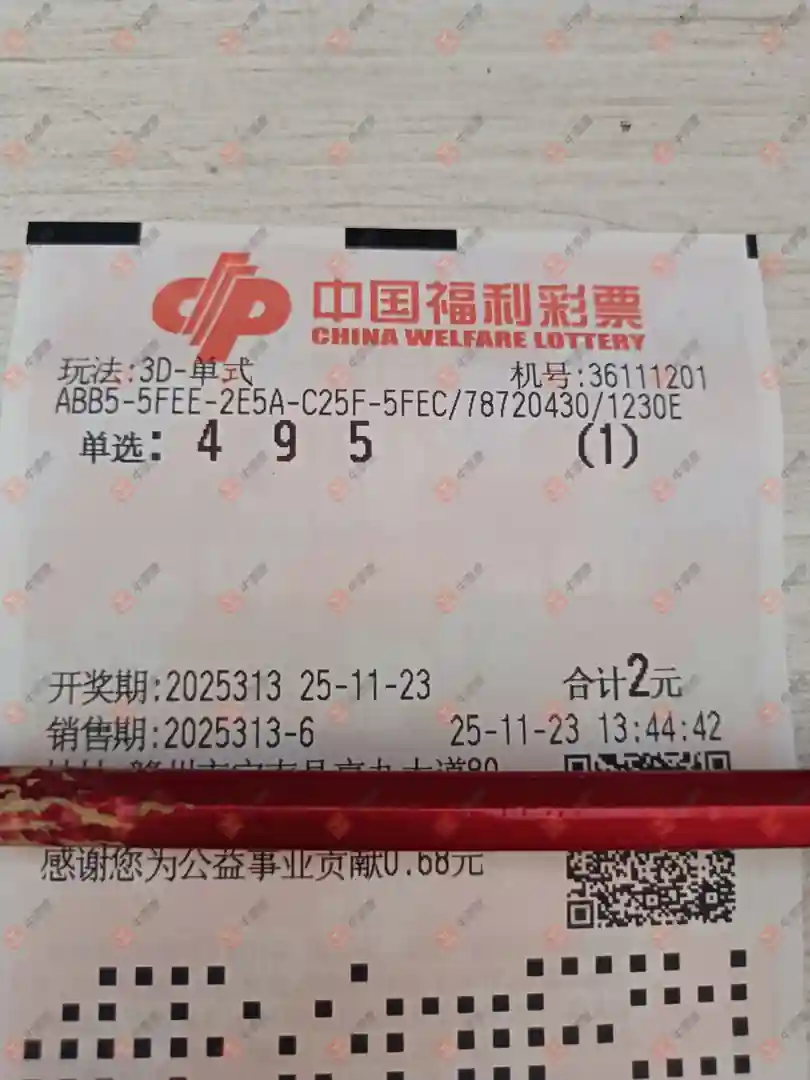 中国福利彩票
CHINA WELFARE LOTTERY
玩法:3D-单式 机号:36111201
ABB5-5FEE-2E5A-C25F-5FEC/78720430/1230E
单选: 4 9 5 (1)
开奖期:2025313 25-11-23 合计2元
销售期:2025313-6 25-11-23 13:44:42
感谢您为公益事业贡献0.68元